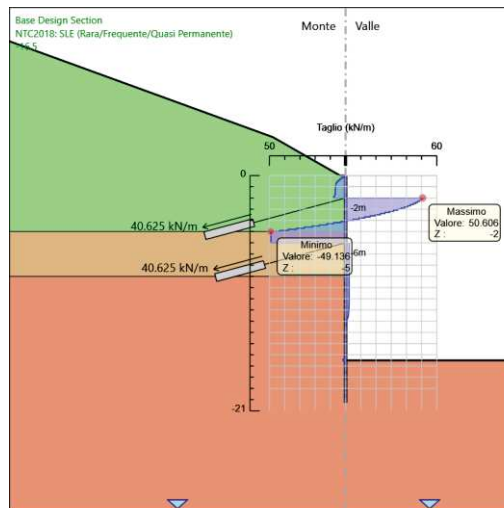 Base Design Section
NTC2018: SLE (Rara/Frequente/Quasi Permanente)
Monte
Valle
Taglio (kN/m)
50
60
0
-2m
Massimo
Valore: 50.606
Z : -2
40.625 kN/m
Minimo
Valore: -49.136
Z : -5
-6m
40.625 kN/m
-21